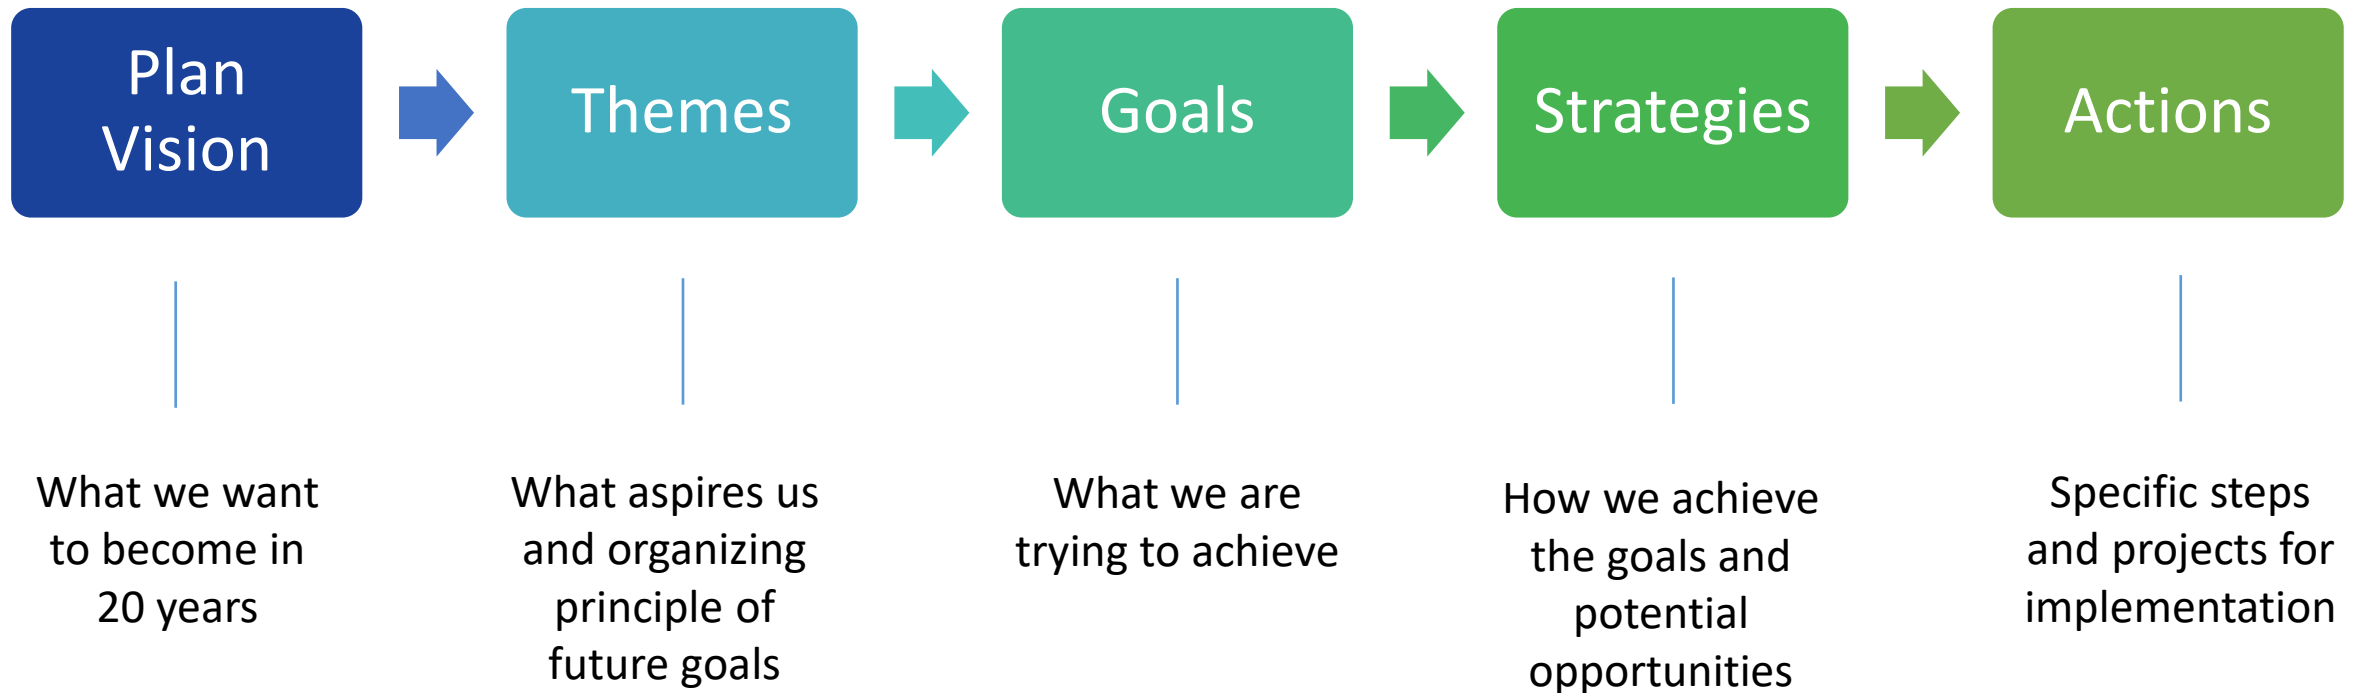 Plan
Vision
Themes
Goals
Strategies
Actions
What we want
to become in
20 years
What aspires us
and organizing
principle of
future goals
What we are
trying to achieve
How we achieve
the goals and
potential
opportunities
Specific steps
and projects for
implementation